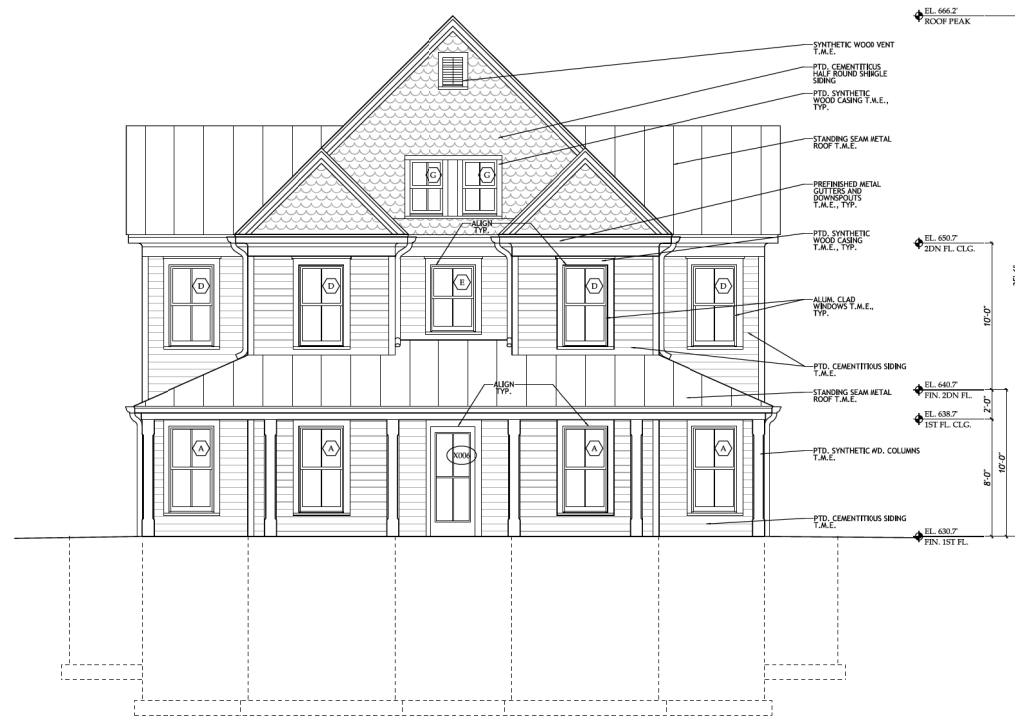 EL. 666.2'
ROOF PEAK
SYNTHETIC WOOD VENT
T.M.E.
PTD. CEMENTITICUS
HALF ROUND SHINGLE
SIDING
PTD. SYNTHETIC
WOOD CASING T.M.E.,
TYP.
STANDING SEAM METAL
ROOF T.M.E.
G
G
PREFINISHED METAL
GUTTERS AND
DOWNSPOUTS
T.M.E., TYP.
ALIGN
TYP.
PTD. SYNTHETIC
WOOD CASING
T.M.E., TYP.
EL. 650.7'
2DN FL. CLG.
D
D
E
D
D
ALUM. CLAD
WINDOWS T.M.E.,
TYP.
10'-0"
PTD. CEMENTITIOUS SIDING
T.M.E.
ALIGN
TYP.
STANDING SEAM METAL
ROOF T.M.E.
EL. 640.7'
FIN. 2DN FL.
2'-0"
EL. 638.7'
1ST FL. CLG.
A
A
X006
A
A
PTD. SYNTHETIC WD. COLUMNS
T.M.E.
8'-0"
10'-0"
PTD. CEMENTITIOUS SIDING
T.M.E.
EL. 630.7'
FIN. 1ST FL.